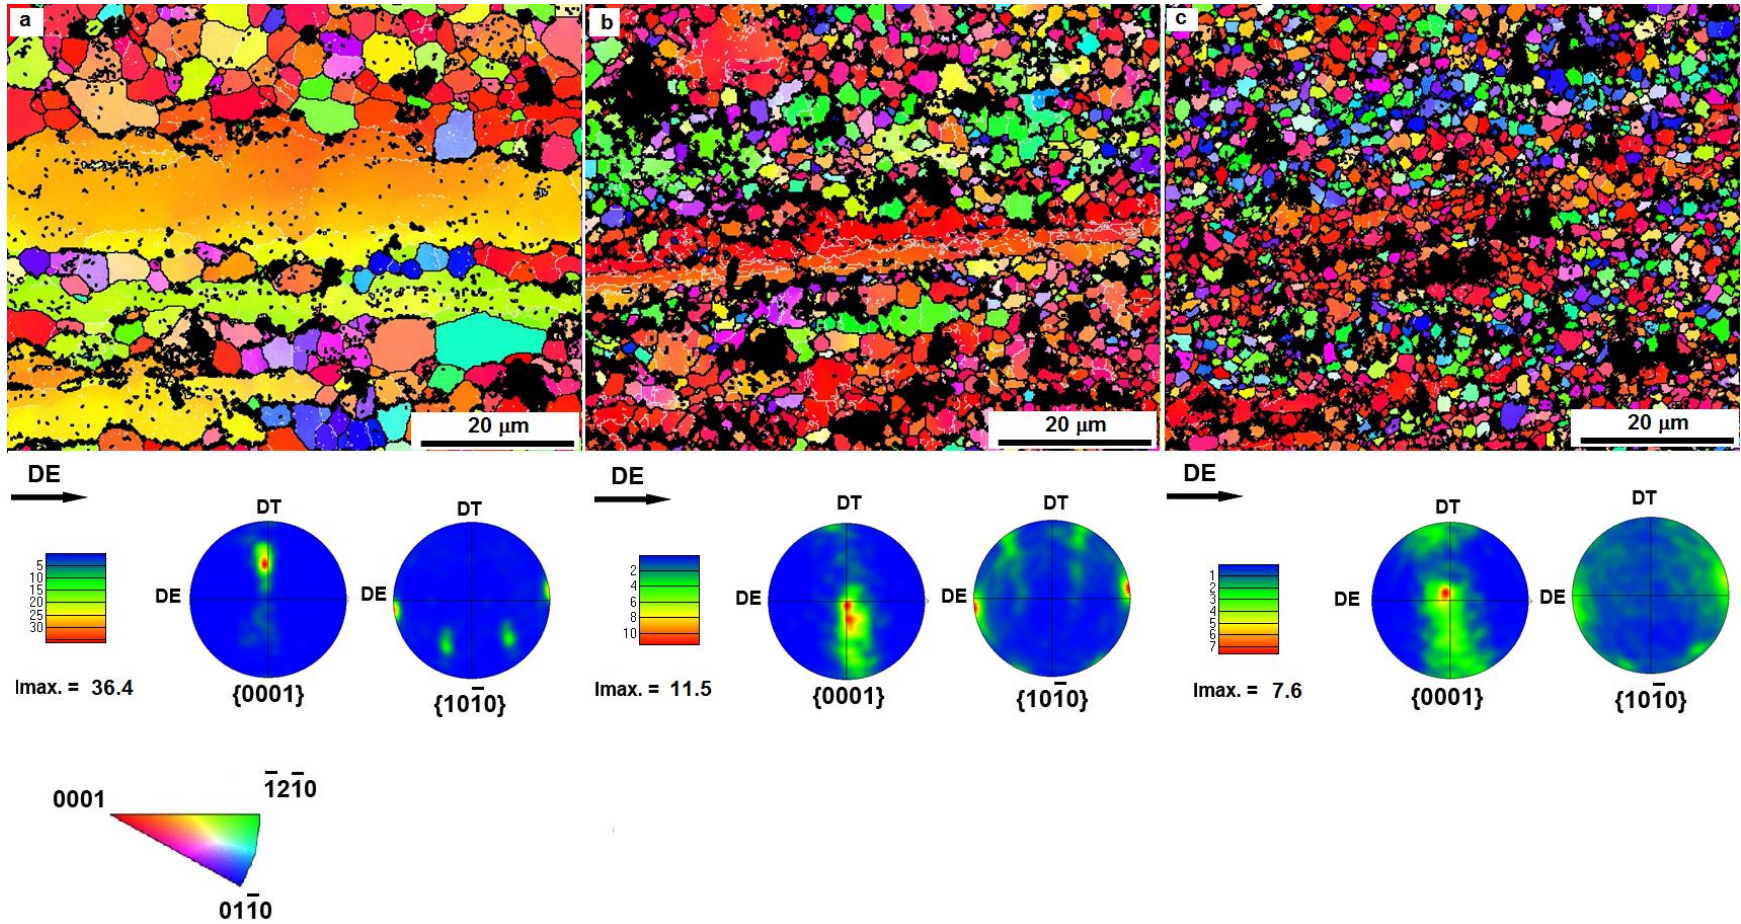 a
b
c
20 μm
20 μm
20 μm
DE
DE
DE
DT
DT
DT
DT
DT
DT
5
10
15
20
25
30
DE
DE
2
4
6
8
10
DE
DE
1
2
3
4
5
6
7
DE
DE
Imax. = 36.4
{0001}
{101̄0}
Imax. = 11.5
{0001}
{101̄0}
Imax. = 7.6
{0001}
{101̄0}
0001
1̄21̄0
011̄0